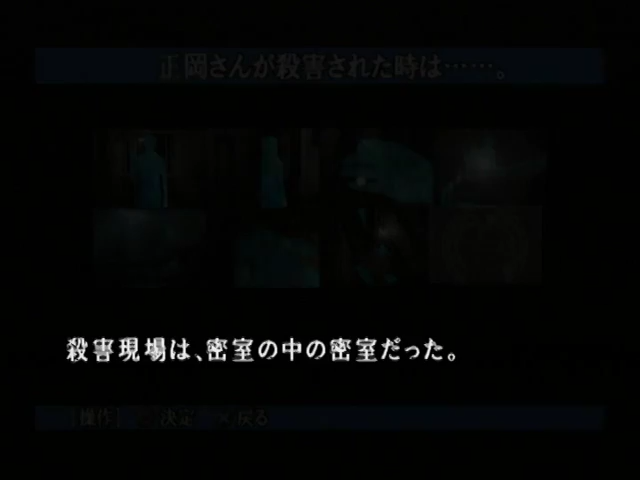 正岡さんが殺害された時は……。
殺害現場は、密室の中の密室だった。
[操作] ○決定 ×戻る